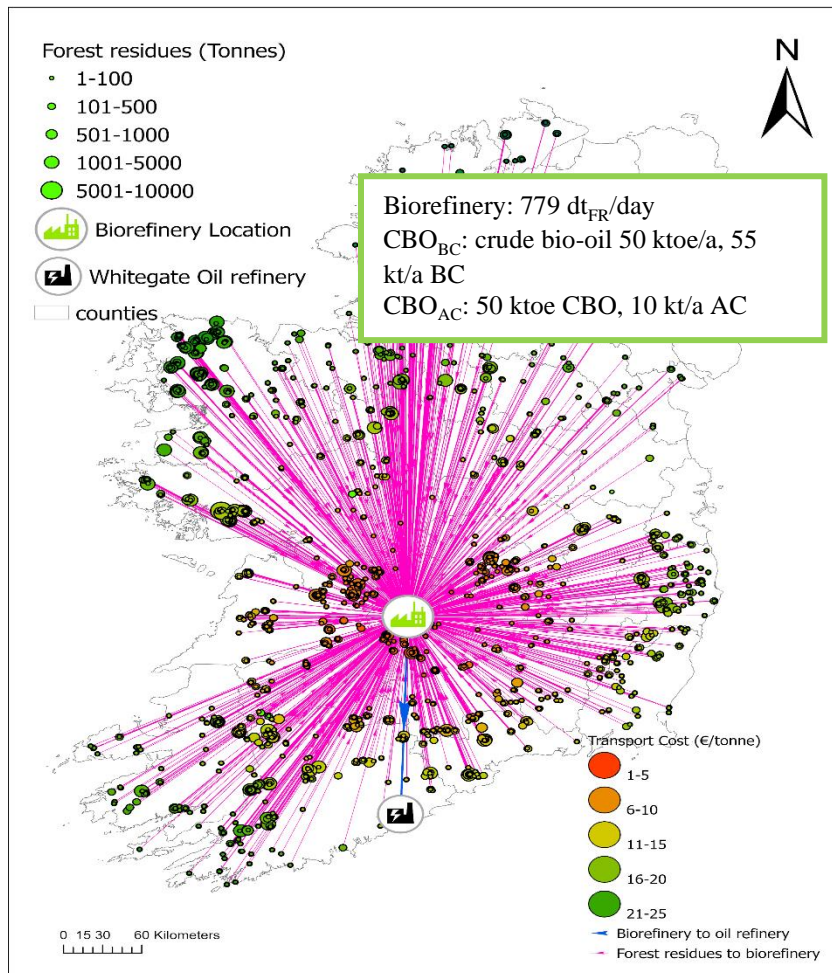 Forest residues (Tonnes)
1-100
101-500
501-1000
1001-5000
5001-10000
Biorefinery Location
Whitegate Oil refinery
counties
N
Biorefinery: 779 dtFR/day
CBOBC: crude bio-oil 50 ktoe/a, 55
kt/a BC
CBOAC: 50 ktoe CBO, 10 kt/a AC
Transport Cost (€/tonne)
1-5
6-10
11-15
16-20
21-25
Biorefinery to oil refinery
Forest residues to biorefinery
0 15 30 60 Kilometers